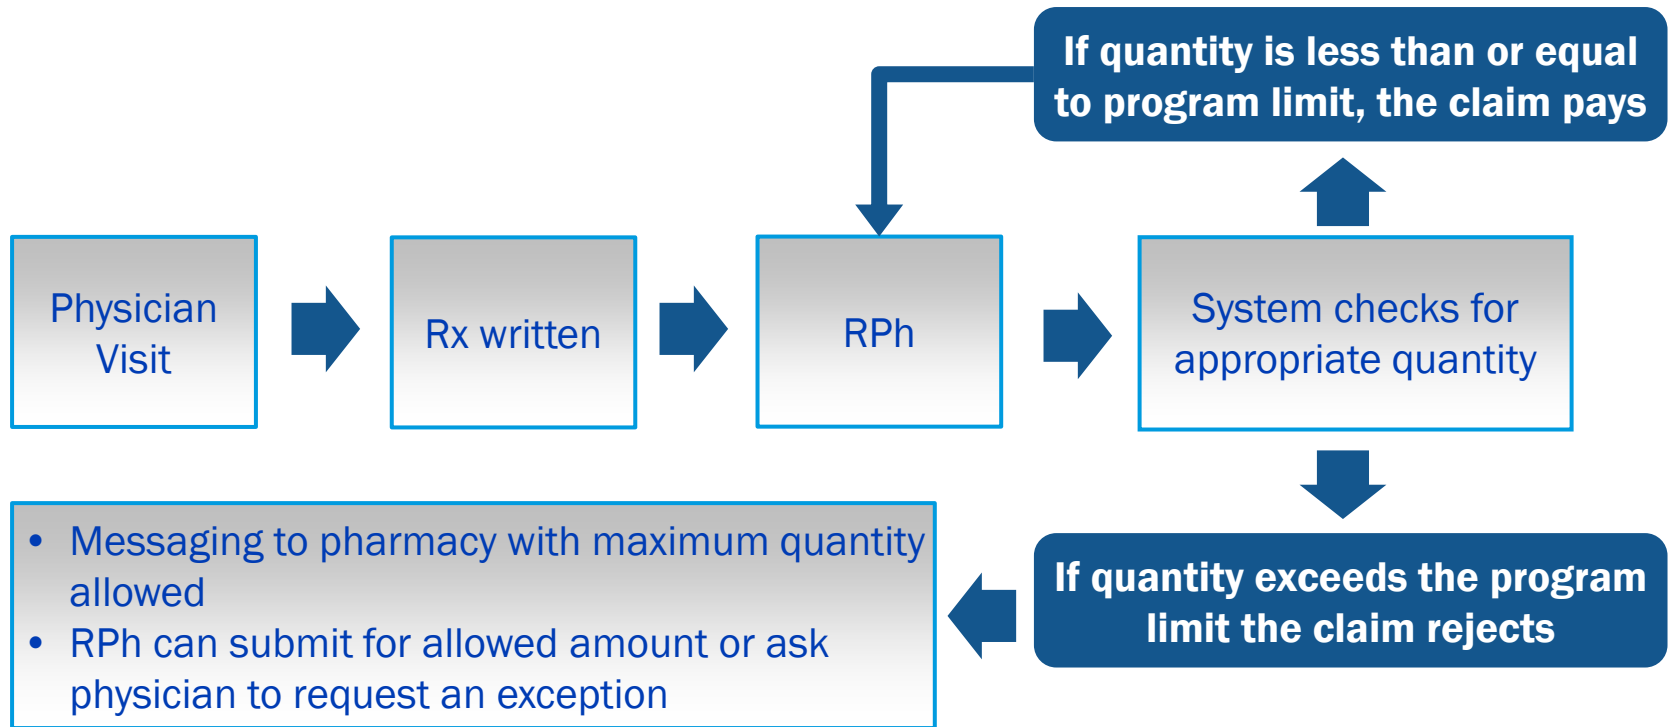 If quantity is less than or equal
to program limit, the claim pays
Physician
Visit
Rx written
RPh
System checks for
appropriate quantity
• Messaging to pharmacy with maximum quantity
allowed
• RPh can submit for allowed amount or ask
physician to request an exception
If quantity exceeds the program
limit the claim rejects